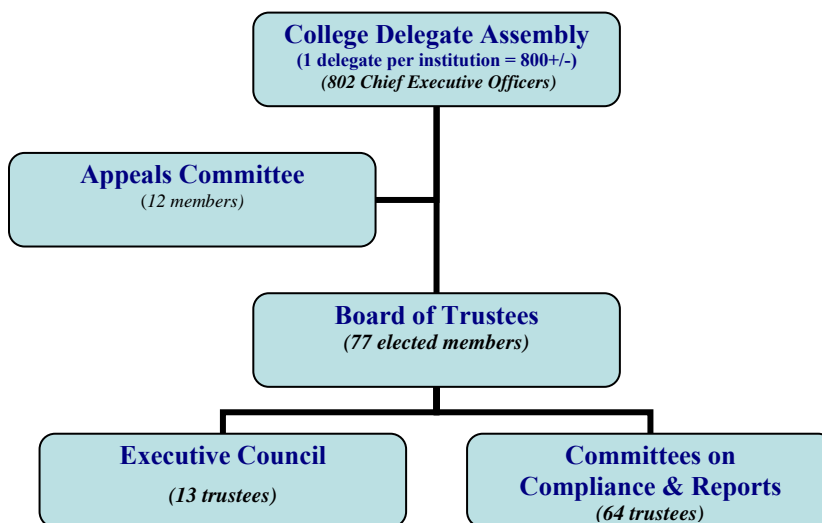 College Delegate Assembly
(1 delegate per institution = 800+/-)
(802 Chief Executive Officers)
Appeals Committee
(12 members)
Board of Trustees
(77 elected members)
Executive Council
(13 trustees)
Committees on
Compliance & Reports
(64 trustees)